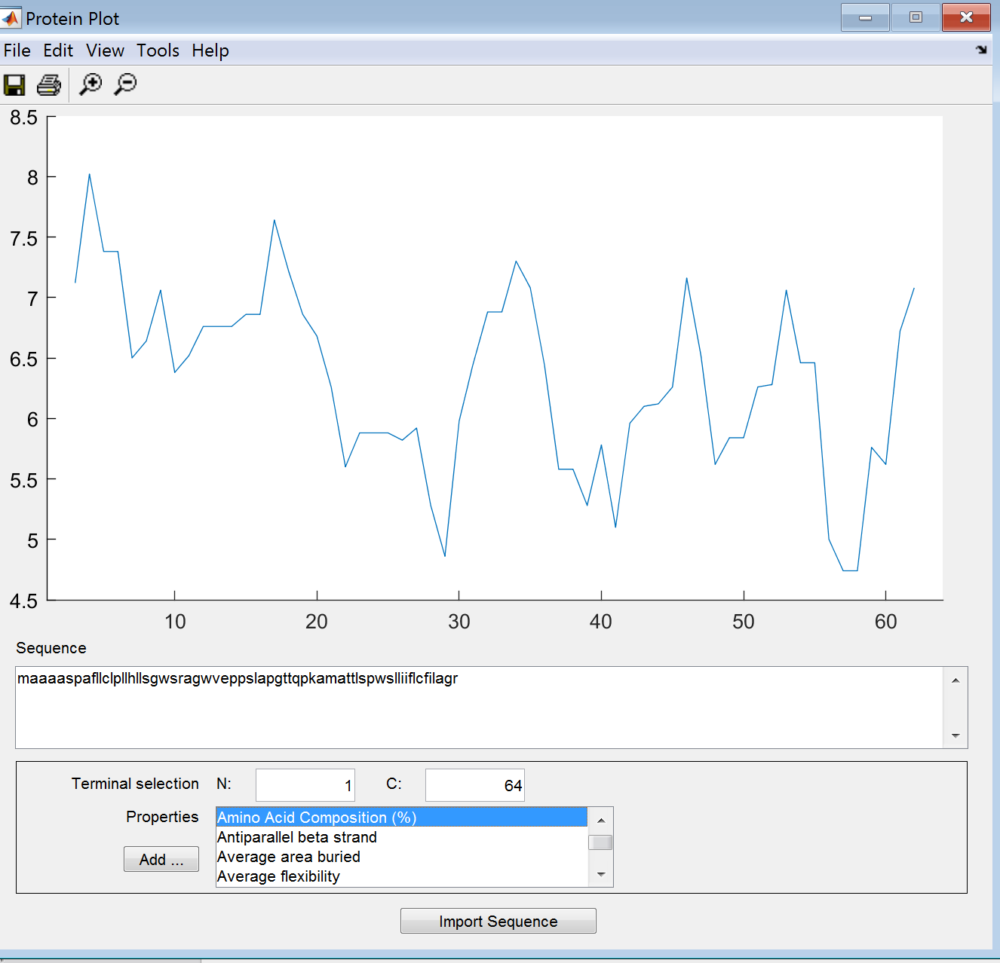 Protein Plot
File Edit View Tools Help
8.5
8
7.5
7
6.5
6
5.5
5
4.5
10 20 30 40 50 60
Sequence
maaaaspafllclpllhllsgwsragwveppslapgttqpkamattlspwslliiflcfilagr
Terminal selection N: 1 C: 64
Properties
Amino Acid Composition (%)
Antiparallel beta strand
Average area buried
Add ...
Average flexibility
Import Sequence